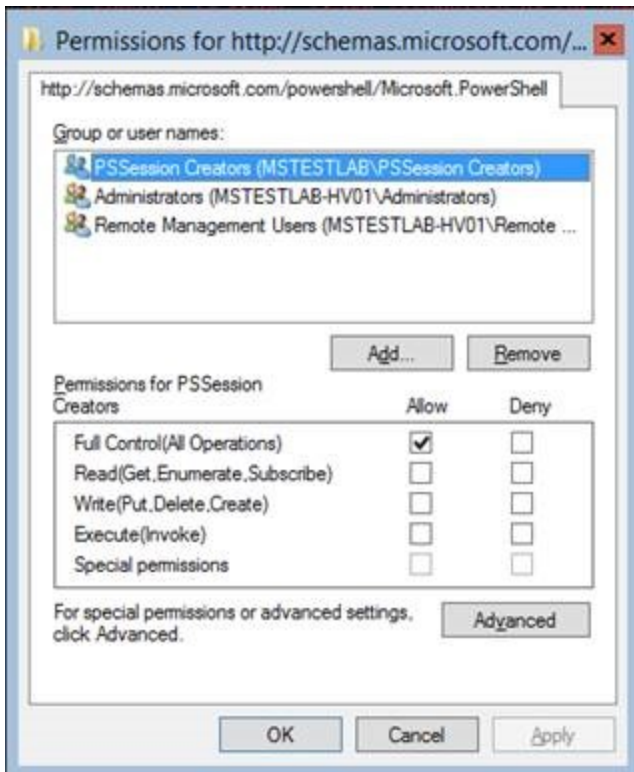 Permissions for http://schemas.microsoft.com/...
http://schemas.microsoft.com/powershell/Microsoft.PowerShell
Group or user names:
PSSession Creators (MSTESTLAB\PSSession Creators)
Administrators (MSTESTLAB-HV01\Administrators)
Remote Management Users (MSTESTLAB-HV01\Remote ...
Add... Remove
Permissions for PSSession
Creators Allow Deny
Full Control(All Operations)
Read(Get,Enumerate,Subscribe)
Write(Put,Delete,Create)
Execute(Invoke)
Special permissions
For special permissions or advanced settings,
click Advanced.
Advanced
OK Cancel Apply